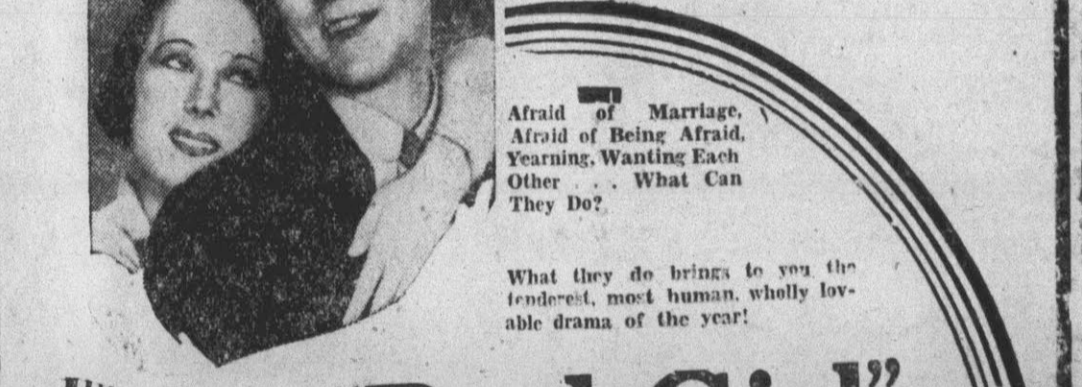 Afraid of Marriage,
Afraid of Being Afraid,
Yearning, Wanting Each
Other . . . What Can
They Do?
What they do brings to you the
tenderest, most human, wholly lov-
able drama of the year!